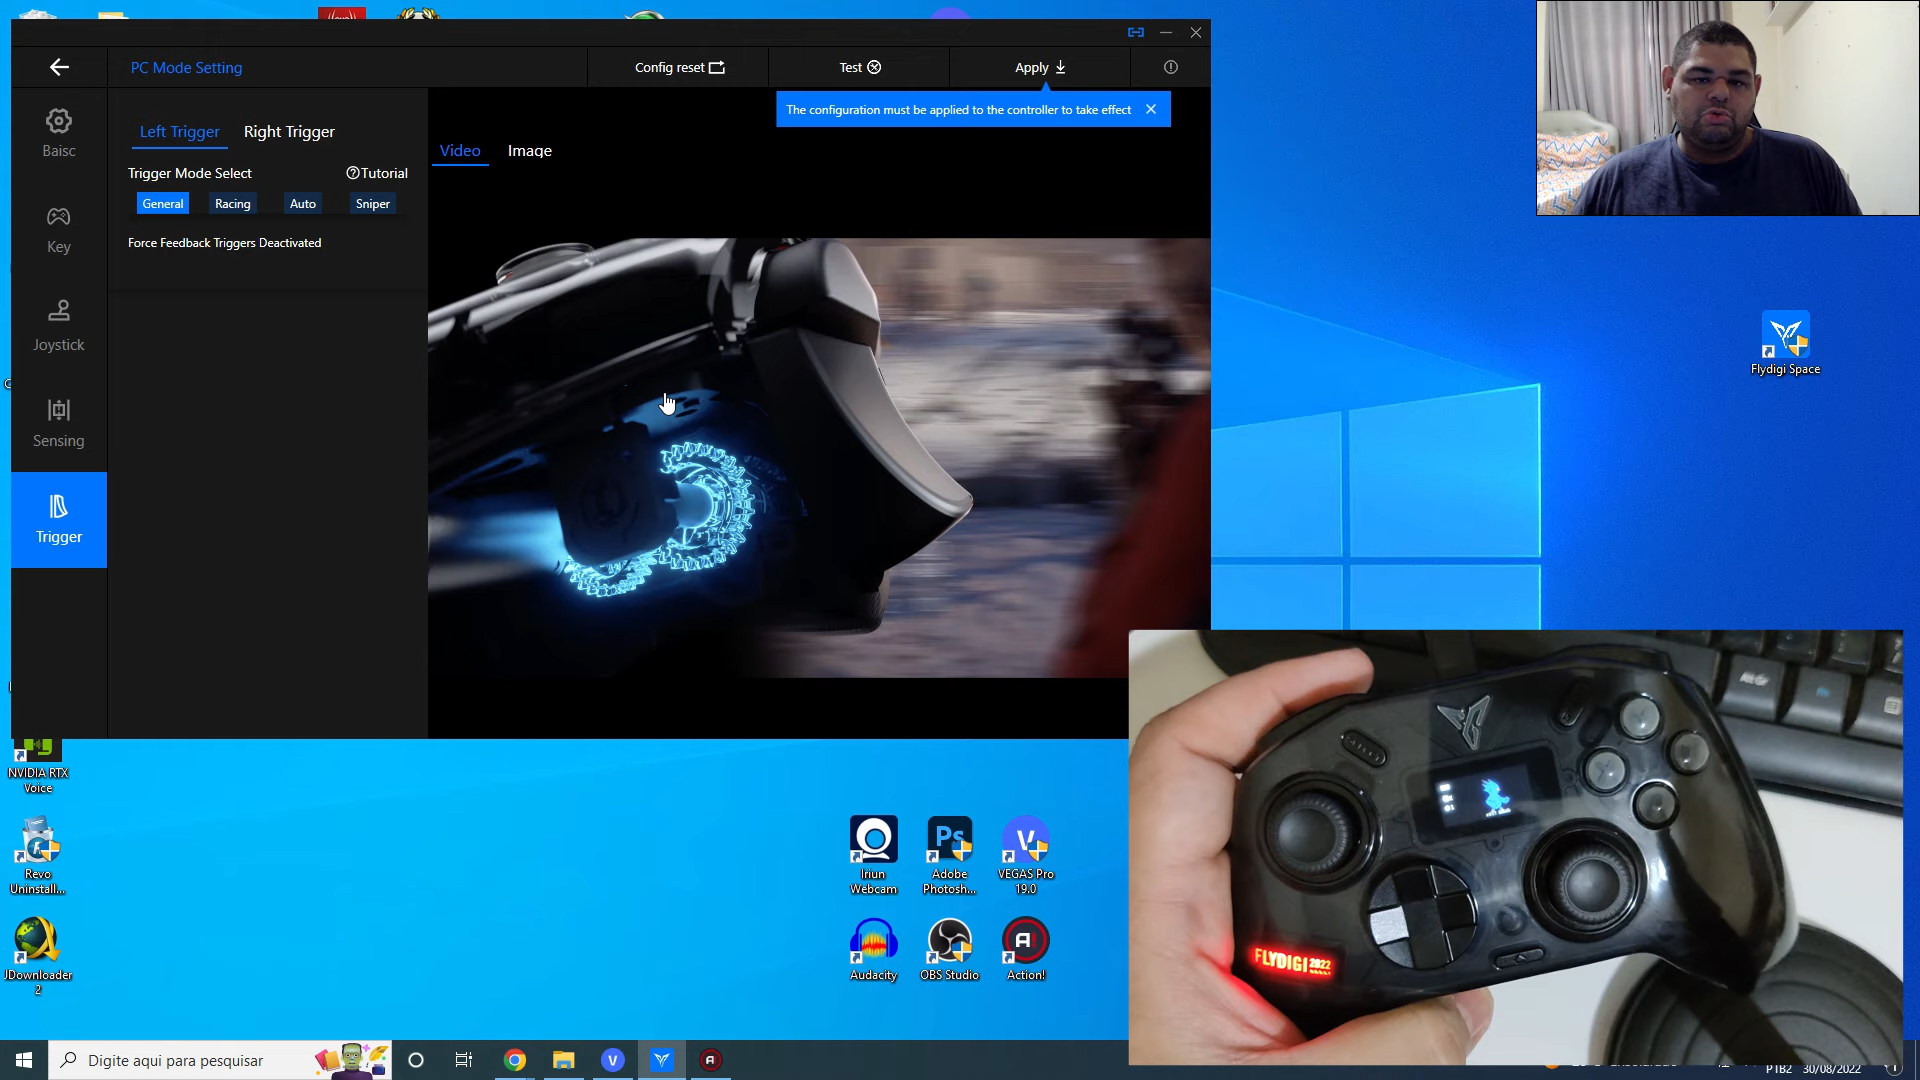 PC Mode Setting
Config reset
Test
Apply
The configuration must be applied to the controller to take effect
Baisc
Key
Joystick
Sensing
Trigger
Left Trigger
Right Trigger
Trigger Mode Select
Tutorial
General
Racing
Auto
Sniper
Force Feedback Triggers Deactivated
Video
Image
Flydigi Space
NVIDIA RTX
Voice
Revo
Uninstall...
JDownloader
2
Iriun
Webcam
Adobe
Photosh...
VEGAS Pro
19.0
Audacity
OBS Studio
Action!
FLYDIGI 2022
Digite aqui para pesquisar
PTB2
30/08/2022